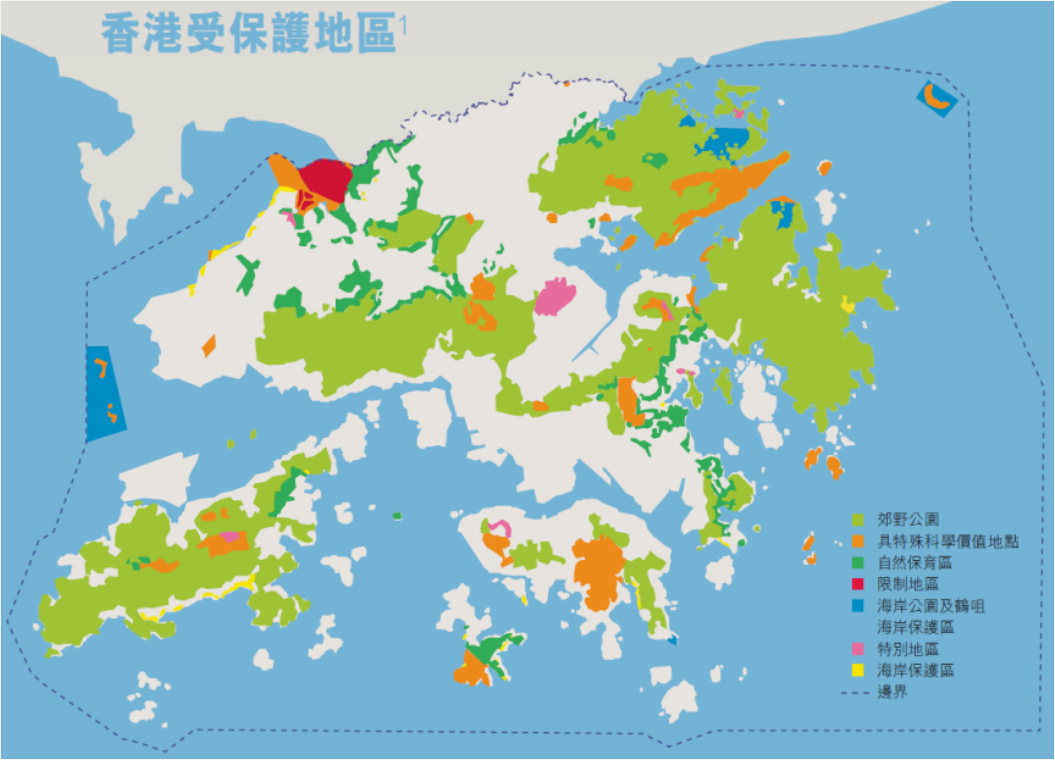 香港受保護地區1
郊野公園
具特殊科學價值地點
自然保育區
限制地區
海岸公園及鶴咀
海岸保護區
特別地區
海岸保護區
邊界